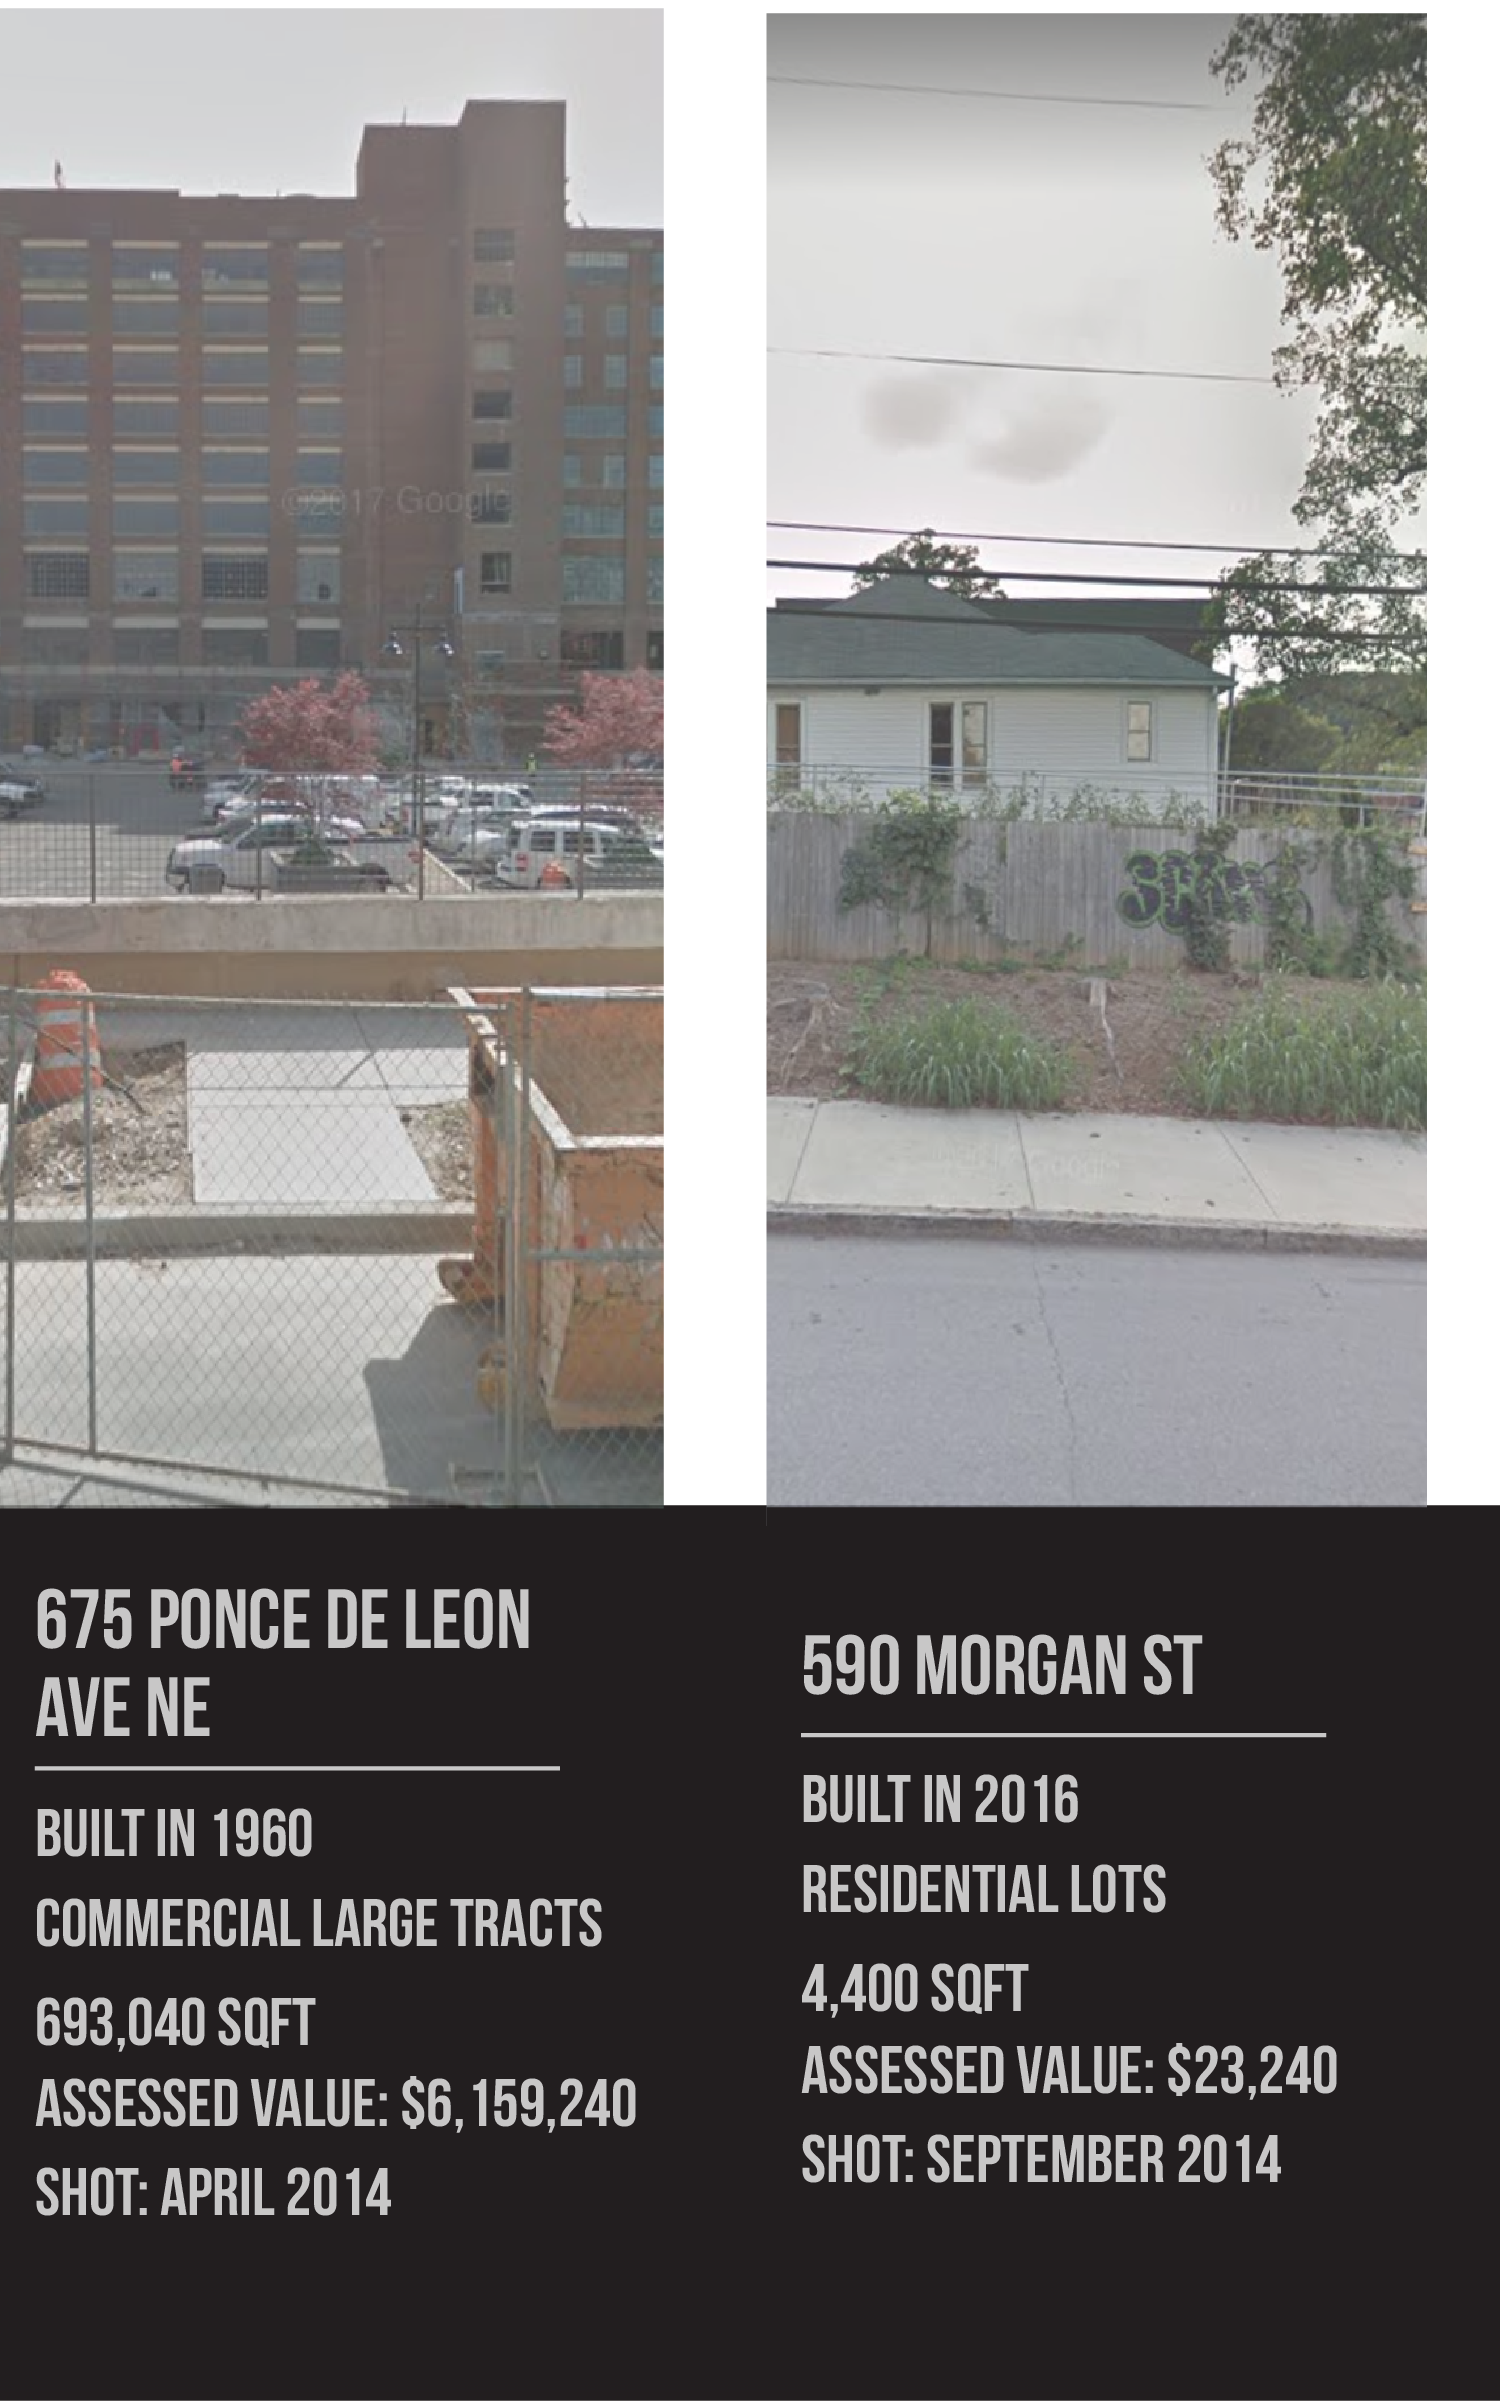 ©2017 Google
675 PONCE DE LEON
AVE NE
BUILT IN 1960
COMMERCIAL LARGE TRACTS
693,040 SQFT
ASSESSED VALUE: $6,159,240
SHOT: APRIL 2014
590 MORGAN ST
BUILT IN 2016
RESIDENTIAL LOTS
4,400 SQFT
ASSESSED VALUE: $23,240
SHOT: SEPTEMBER 2014